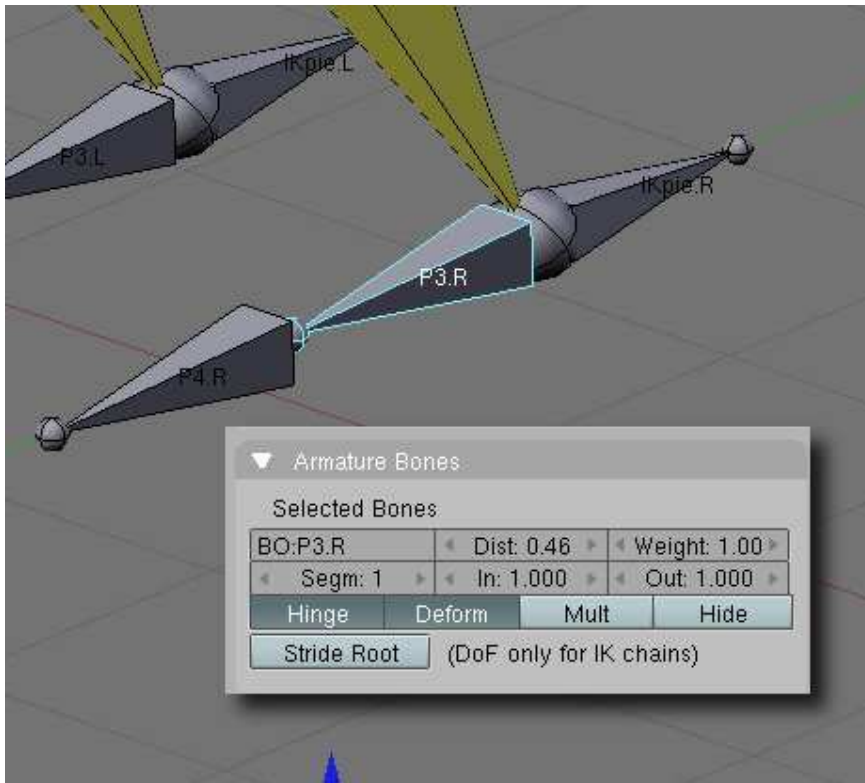 IKpie.L
P3.L
IKpie.R
P3.R
P4.R
Armature Bones
Selected Bones
BO:P3.R Dist: 0.46 Weight: 1.00
Segm: 1 In: 1.000 Out: 1.000
Hinge Deform Mult Hide
Stride Root (DoF only for IK chains)